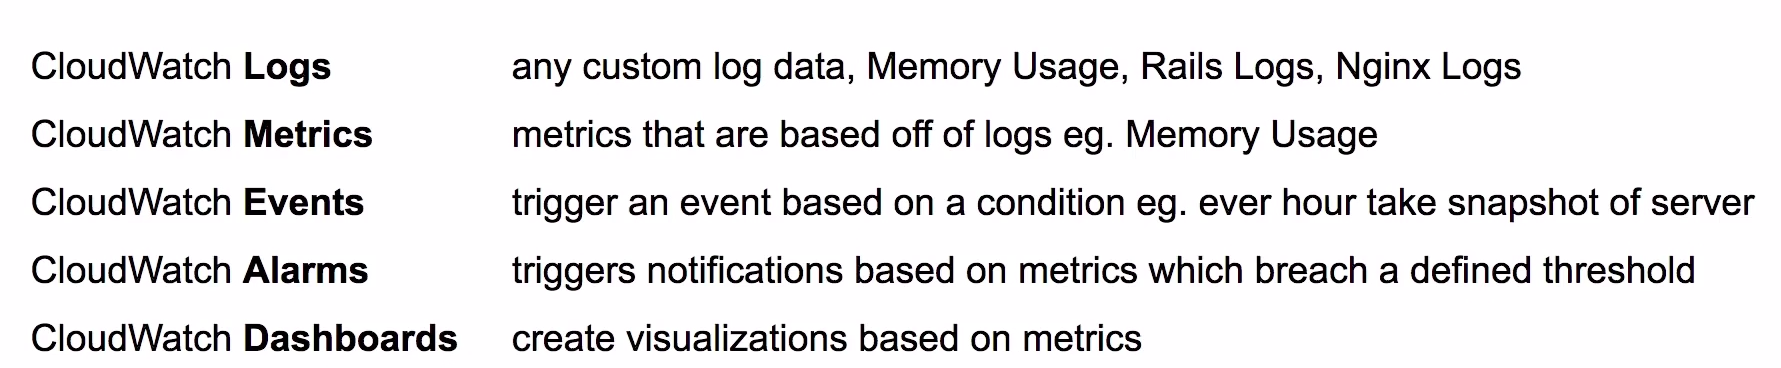 CloudWatch Logs any custom log data, Memory Usage, Rails Logs, Nginx Logs
CloudWatch Metrics metrics that are based off of logs eg. Memory Usage
CloudWatch Events trigger an event based on a condition eg. ever hour take snapshot of server
CloudWatch Alarms triggers notifications based on metrics which breach a defined threshold
CloudWatch Dashboards create visualizations based on metrics